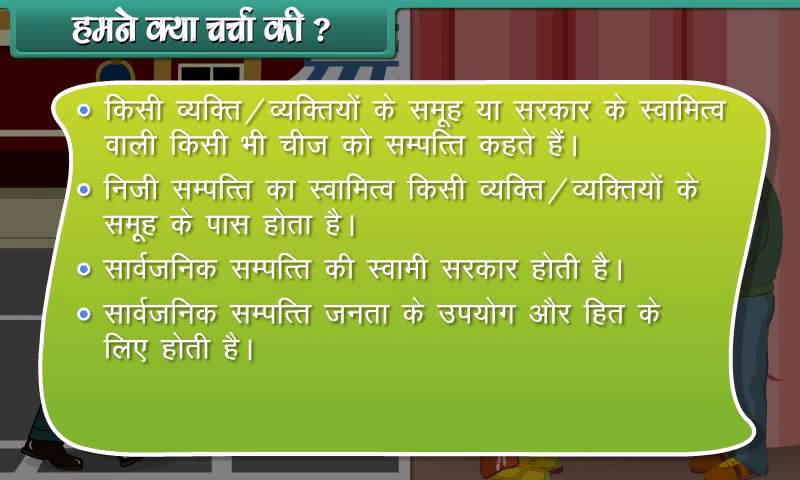 हमने क्या चर्चा की ?
किसी व्यक्ति/व्यक्तियों के समूह या सरकार के स्वामित्व
वाली किसी भी चीज को सम्पत्ति कहते हैं।
निजी सम्पत्ति का स्वामित्व किसी व्यक्ति/व्यक्तियों के
समूह के पास होता है।
सार्वजनिक सम्पत्ति की स्वामी सरकार होती है।
सार्वजनिक सम्पत्ति जनता के उपयोग और हित के
लिए होती है।